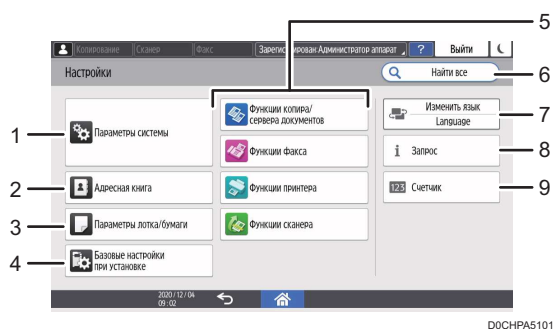 5
Копирование Сканер Факс Зарегистрирован:Администратор аппарат ? Выйти
Настройки Найти все 6
1 Параметры системы
Функции копира/
сервера документов
Изменить язык 7
Language
Функции факса
i Запрос 8
2 Адресная книга
Функции принтера
123 Счетчик 9
3 Параметры лотка/бумаги
Функции сканера
4 Базовые настройки
при установке
2020/12/04
09:02
D0CHPA5101